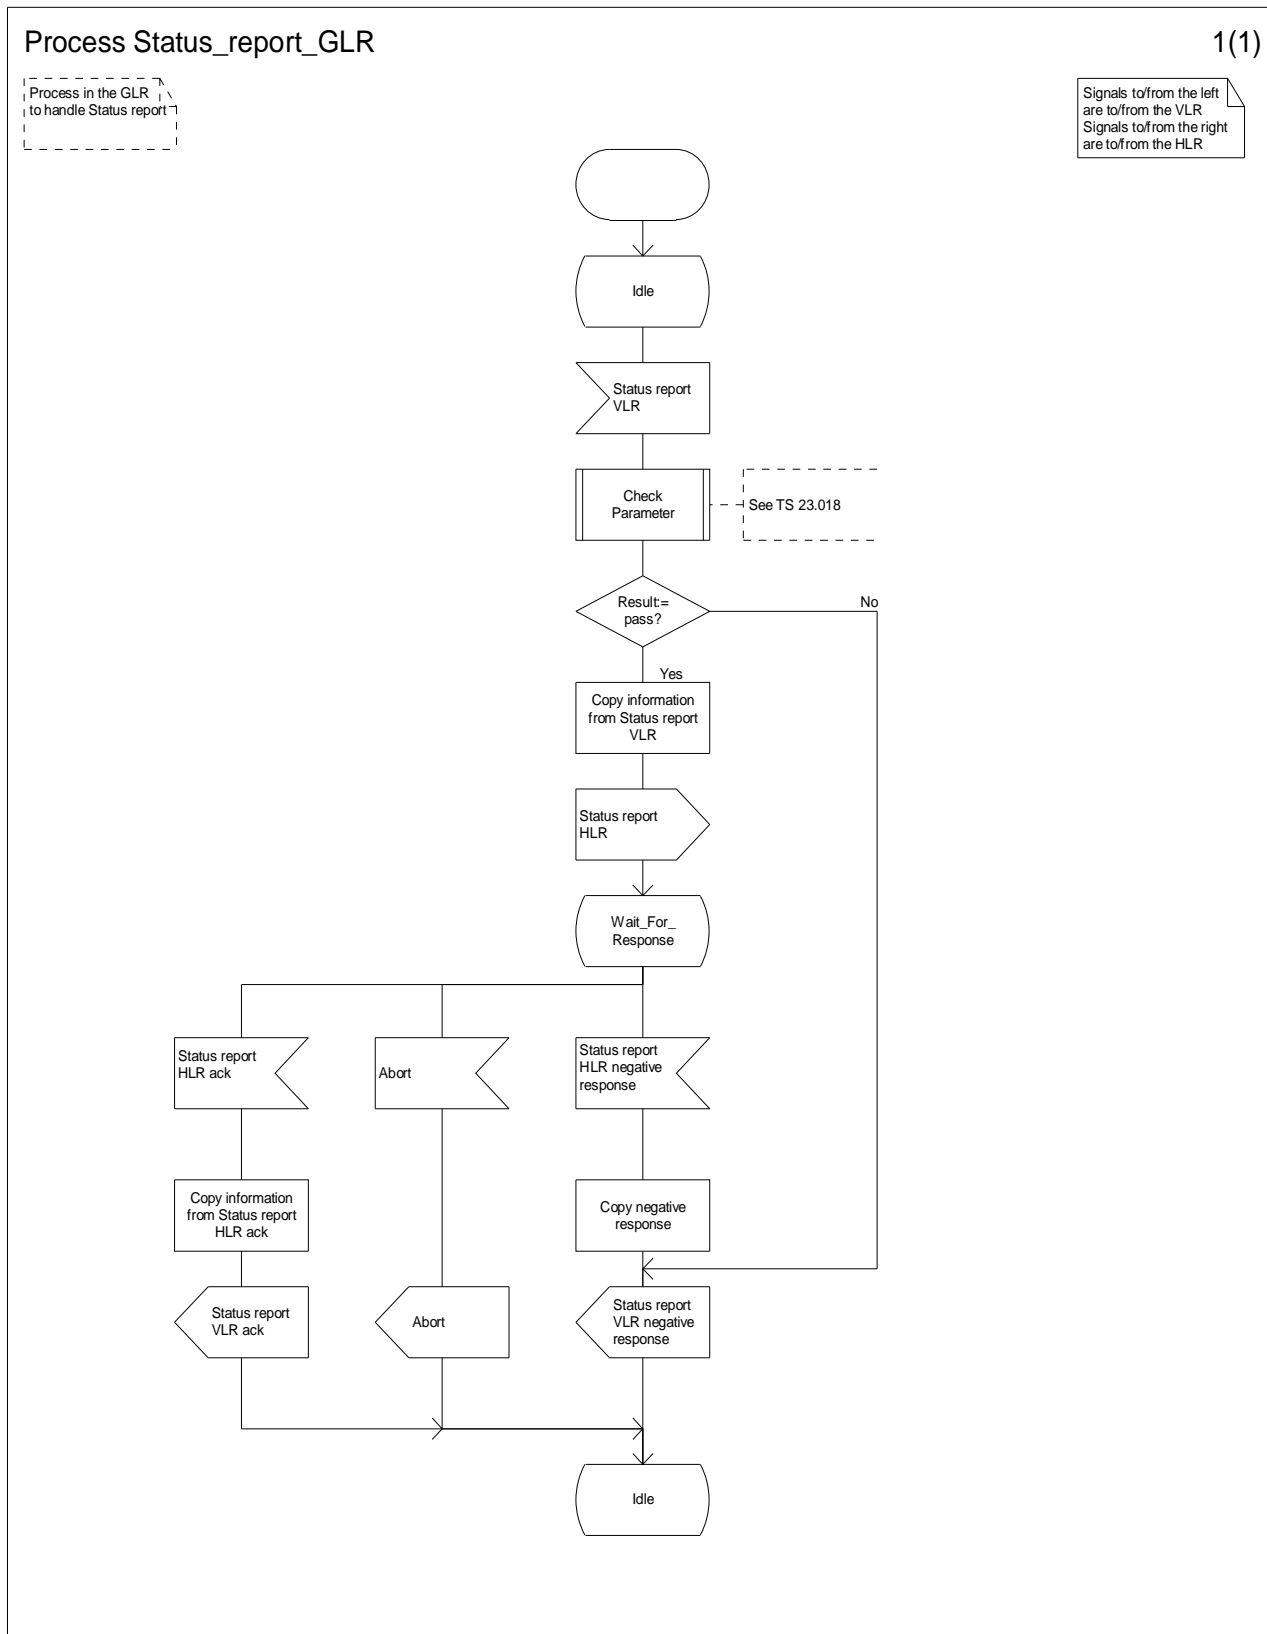 Process Status_report_GLR
1(1)
Process in the GLR
to handle Status report
Signals to/from the left
are to/from the VLR
Signals to/from the right
are to/from the HLR
Idle
Status report
VLR
Check
Parameter
See TS 23.018
Result:=
pass?
No
Yes
Copy information
from Status report
VLR
Status report
HLR
Wait_For_
Response
Status report
HLR ack
Abort
Status report
HLR negative
response
Copy information
from Status report
HLR ack
Copy negative
response
Status report
VLR ack
Abort
Status report
VLR negative
response
Idle